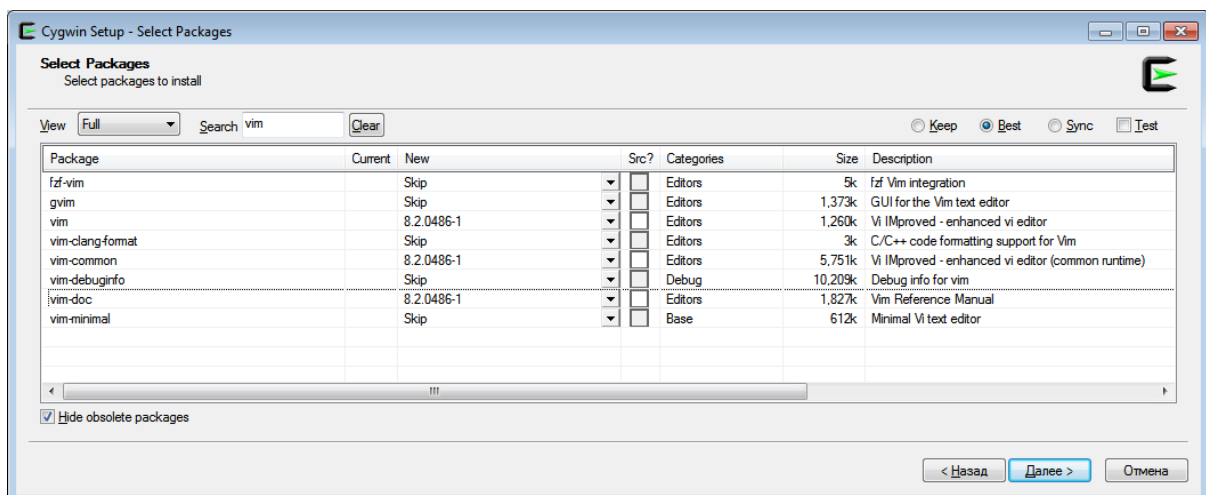 Cygwin Setup - Select Packages
Select Packages
Select packages to install
View Full Search vim Clear Keep Best Sync Test
Package Current New Src? Categories Size Description
fzf-vim Skip Editors 5k fzf Vim integration
gvim Skip Editors 1,373k GUI for the Vim text editor
vim 8.2.0486-1 Editors 1,260k Vi IMproved - enhanced vi editor
vim-clang-format Skip Editors 3k C/C++ code formatting support for Vim
vim-common 8.2.0486-1 Editors 5,751k Vi IMproved - enhanced vi editor (common runtime)
vim-debuginfo Skip Debug 10,209k Debug info for vim
vim-doc 8.2.0486-1 Editors 1,827k Vim Reference Manual
vim-minimal Skip Base 612k Minimal Vi text editor
Hide obsolete packages
< Назад Далее > Отмена